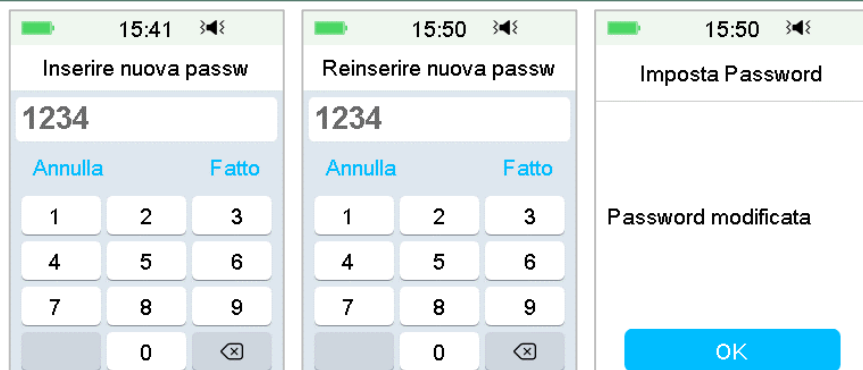 15:41
Inserire nuova passw
1234
Annulla Fatto
1 2 3
4 5 6
7 8 9
0
15:50
Reinserire nuova passw
1234
Annulla Fatto
1 2 3
4 5 6
7 8 9
0
15:50
Imposta Password
Password modificata
OK